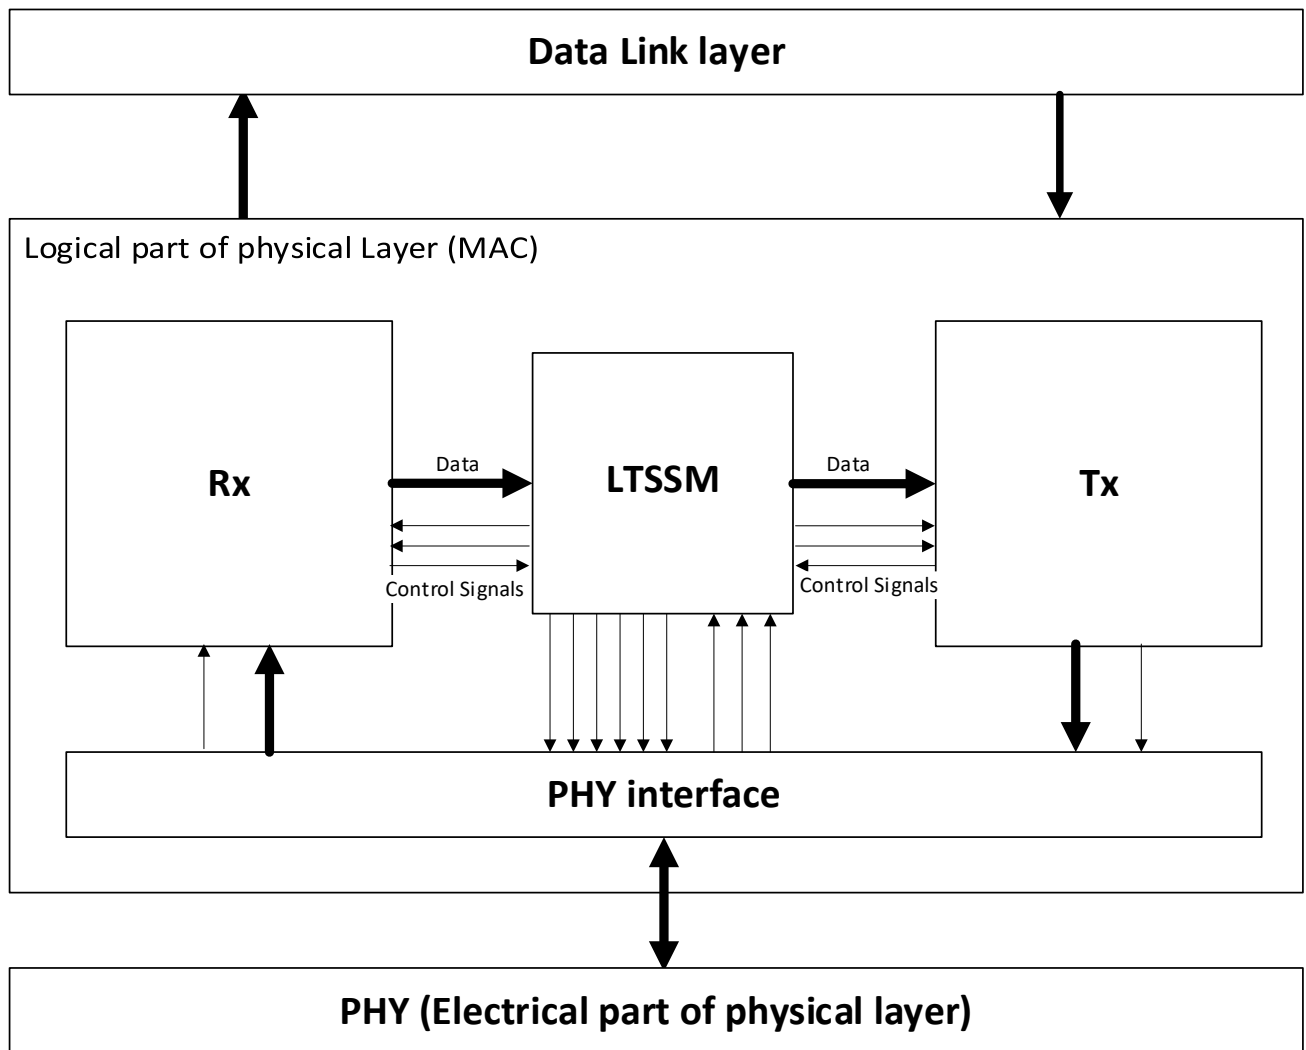 Data Link layer
Logical part of physical Layer (MAC)
Rx
Data
LTSSM
Data
Tx
Control Signals
Control Signals
PHY interface
PHY (Electrical part of physical layer)